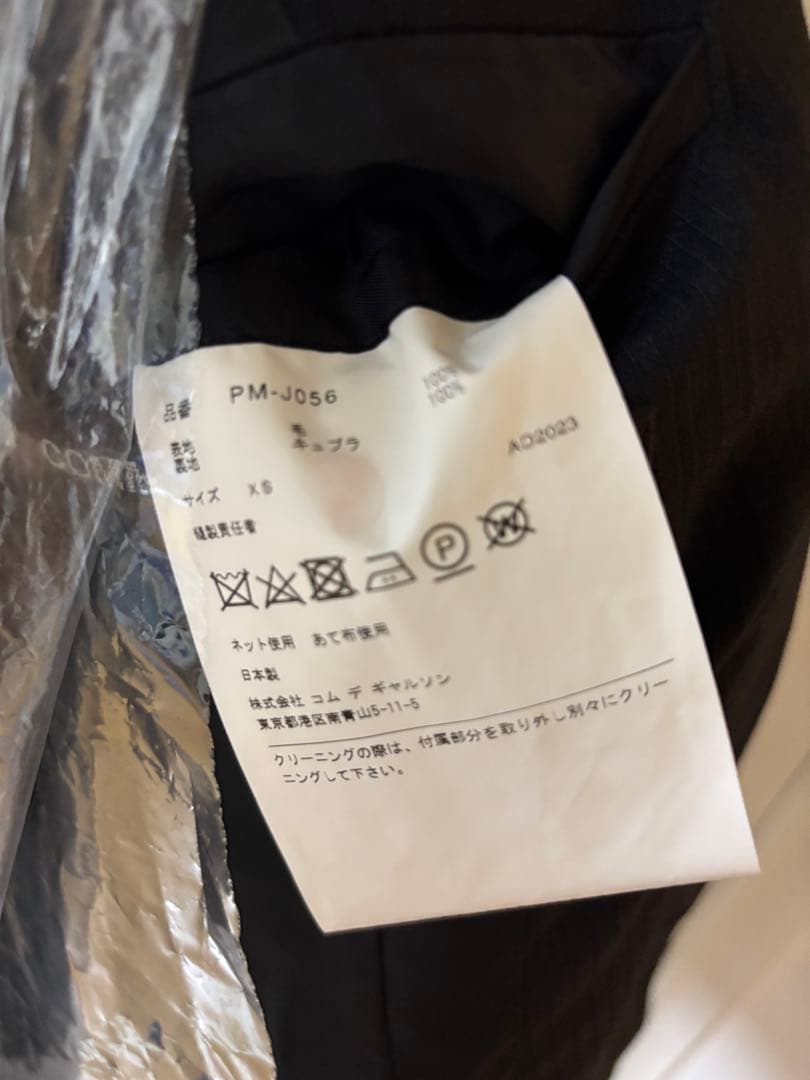 品番 PM-J056
表地 毛 100%
裏地 キュプラ 100%
AD2023
サイズ XS
縫製責任者
P
W
ネット使用 あて布使用
日本製
株式会社 コム デ ギャルソン
東京都港区南青山5-11-5
クリーニングの際は、付属部分を取り外し別々にクリー
ニングして下さい。